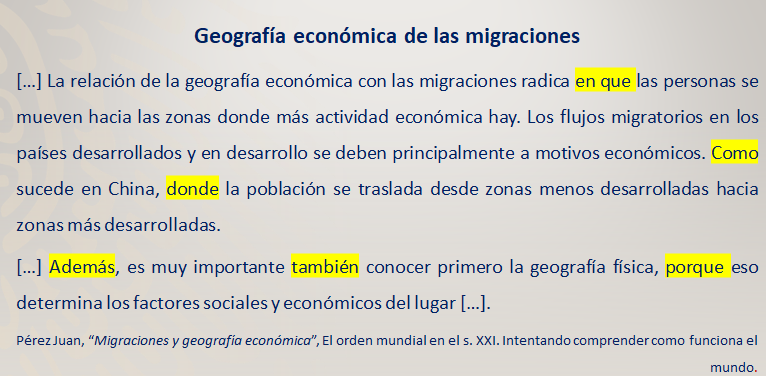 Geografía económica de las migraciones
[...] La relación de la geografía económica con las migraciones radica en que las personas se
mueven hacia las zonas donde más actividad económica hay. Los flujos migratorios en los
países desarrollados y en desarrollo se deben principalmente a motivos económicos. Como
sucede en China, donde la población se traslada desde zonas menos desarrolladas hacia
zonas más desarrolladas.
[...] Además, es muy importante también conocer primero la geografía física, porque eso
determina los factores sociales y económicos del lugar [...].
Pérez Juan, “Migraciones y geografía económica”, El orden mundial en el s. XXI. Intentando comprender como funciona el
mundo.